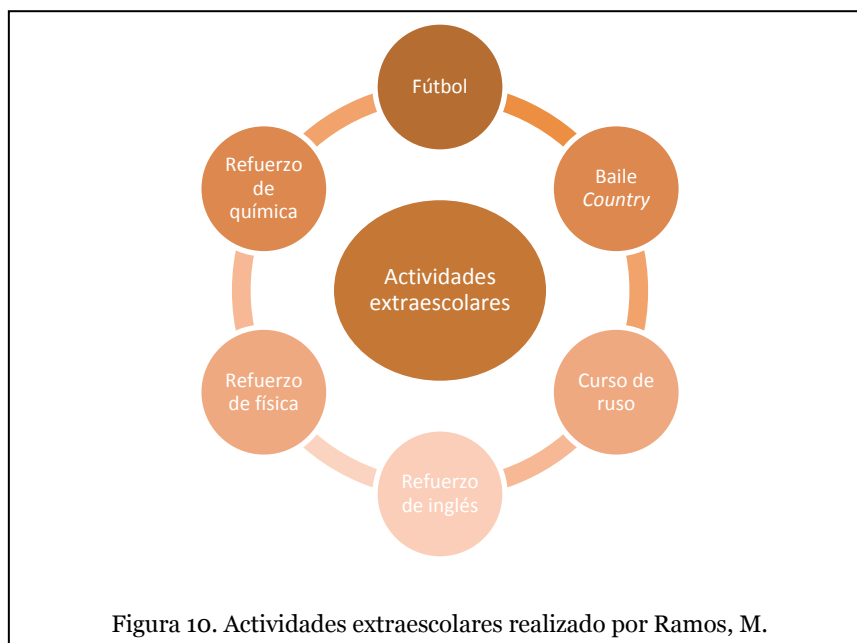 Fútbol
Baile
Country
Curso de
ruso
Refuerzo
de inglés
Refuerzo
de física
Refuerzo
de
química
Actividades
extraescolares
Figura 10. Actividades extraescolares realizado por Ramos, M.